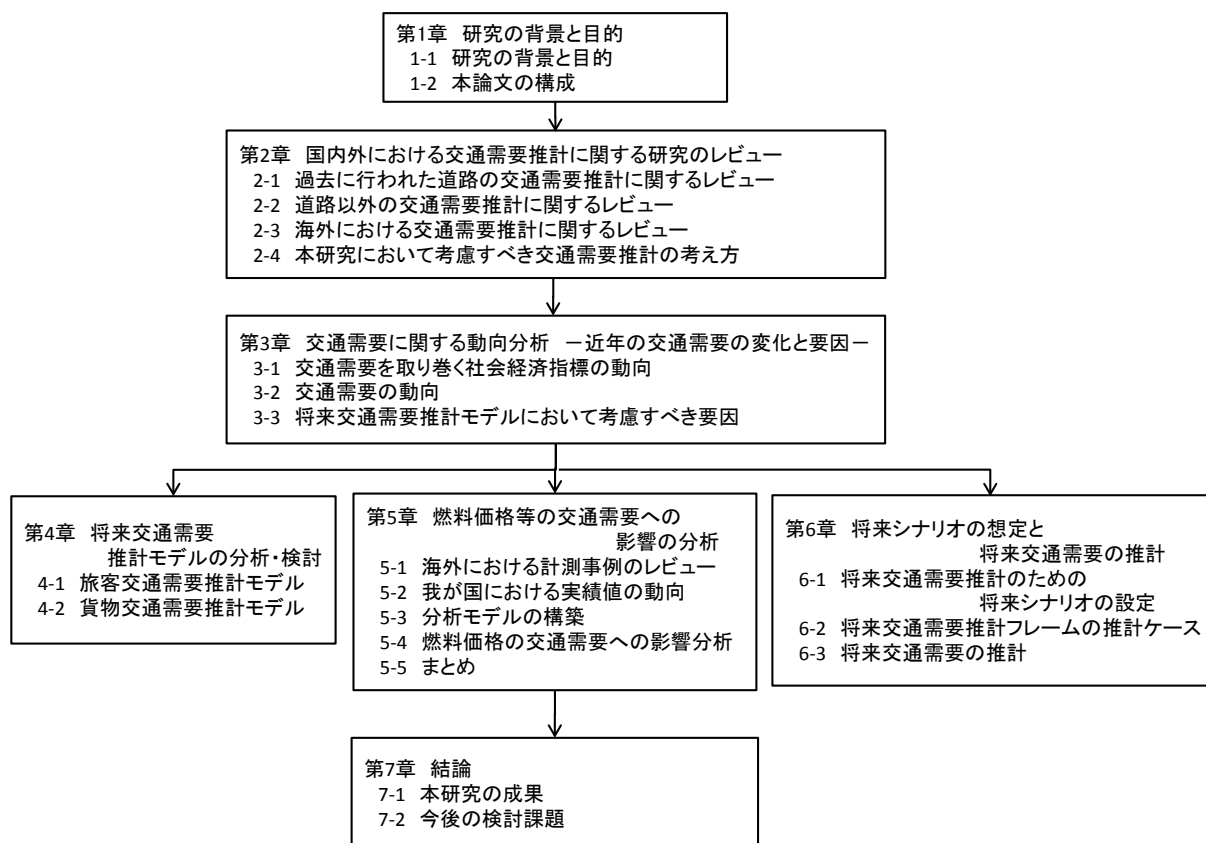 第1章 研究の背景と目的
1-1 研究の背景と目的
1-2 本論文の構成
第2章 国内外における交通需要推計に関する研究のレビュー
2-1 過去に行われた道路の交通需要推計に関するレビュー
2-2 道路以外の交通需要推計に関するレビュー
2-3 海外における交通需要推計に関するレビュー
2-4 本研究において考慮すべき交通需要推計の考え方
第3章 交通需要に関する動向分析 -近年の交通需要の変化と要因-
3-1 交通需要を取り巻く社会経済指標の動向
3-2 交通需要の動向
3-3 将来交通需要推計モデルにおいて考慮すべき要因
第4章 将来交通需要
推計モデルの分析・検討
4-1 旅客交通需要推計モデル
4-2 貨物交通需要推計モデル
第5章 燃料価格等の交通需要への
影響の分析
5-1 海外における計測事例のレビュー
5-2 我が国における実績値の動向
5-3 分析モデルの構築
5-4 燃料価格の交通需要への影響分析
5-5 まとめ
第6章 将来シナリオの想定と
将来交通需要の推計
6-1 将来交通需要推計のための
将来シナリオの設定
6-2 将来交通需要推計フレームの推計ケース
6-3 将来交通需要の推計
第7章 結論
7-1 本研究の成果
7-2 今後の検討課題